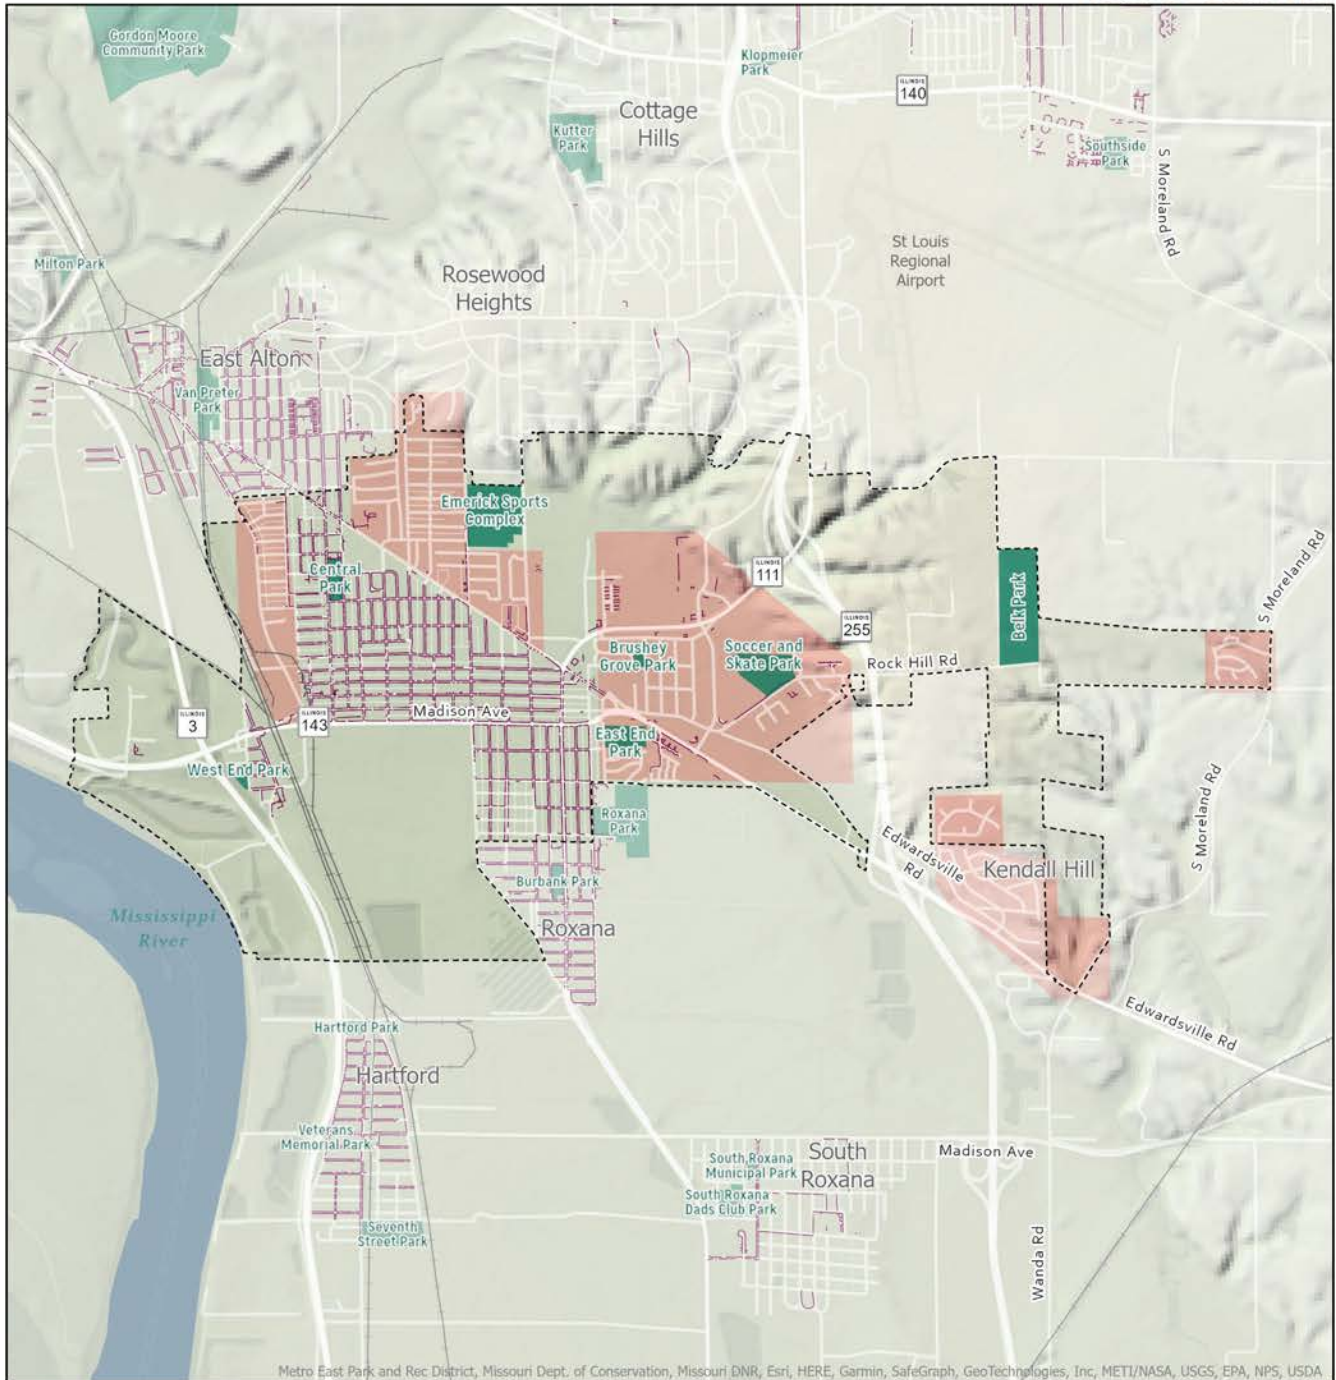 Gordon Moore
Community Park
Klopmeier
Park
ILLINOIS
140
Cottage
Hills
Kutter
Park
Southside
Park
S Moreland Rd
St Louis
Regional
Airport
Milton Park
Rosewood
Heights
East Alton
Van Preter
Park
Emerick Sports
Complex
Central
Park
ILLINOIS
111
S Moreland Rd
Belk Park
ILLINOIS
255
Brushey
Grove Park
Soccer and
Skate Park
Rock Hill Rd
Madison Ave
ILLINOIS
3
ILLINOIS
143
East End
Park
West End Park
S Moreland Rd
Roxana
Park
Edwardsville
Rd
Kendall Hill
Burbank Park
Mississippi
River
Roxana
Edwardsville Rd
Hartford Park
Hartford
Veterans
Memorial Park
South Roxana
Municipal Park
South
Roxana
Madison Ave
South Roxana
Dads Club Park
Seventh
Street Park
Wanda Rd
Metro East Park and Rec District, Missouri Dept. of Conservation, Missouri DNR, Esri, HERE, Garmin, SafeGraph, GeoTechnologies, Inc, METI/NASA, USGS, EPA, NPS, USDA